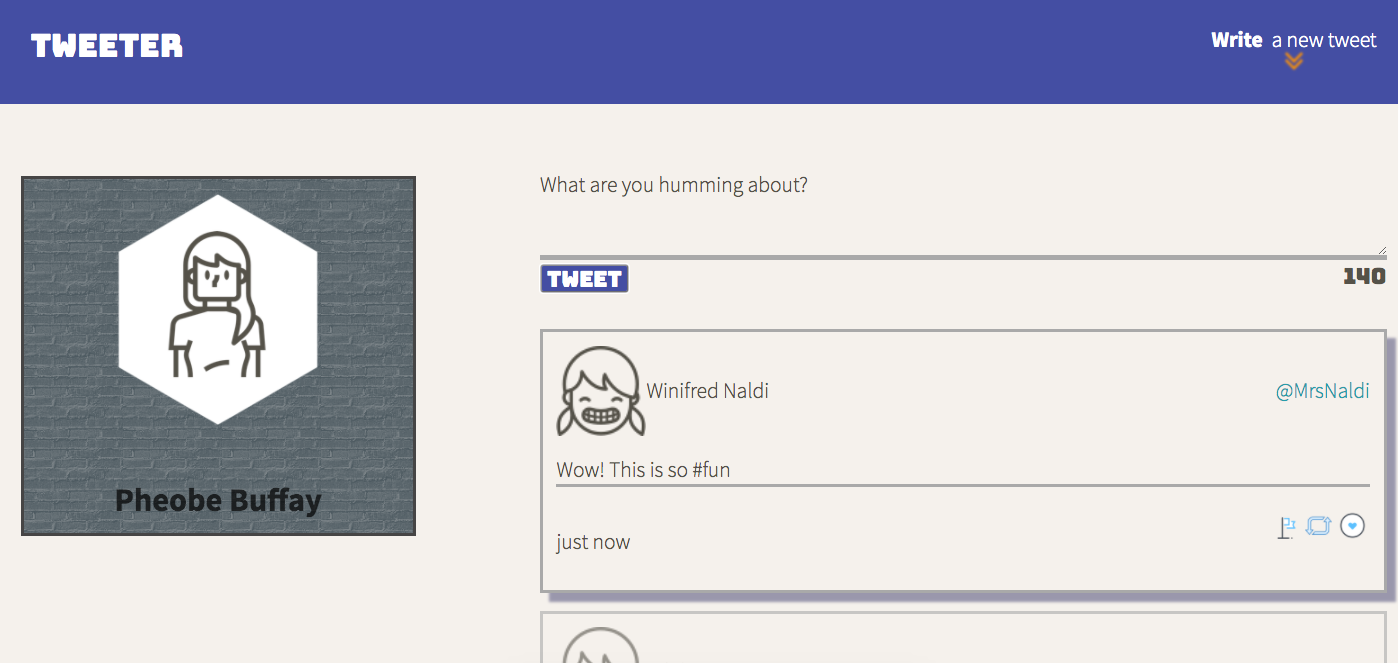 TWEETER
Write a new tweet
Pheobe Buffay
What are you humming about?
TWEET
140
Winifred Naldi
@MrsNaldi
Wow! This is so #fun
just now